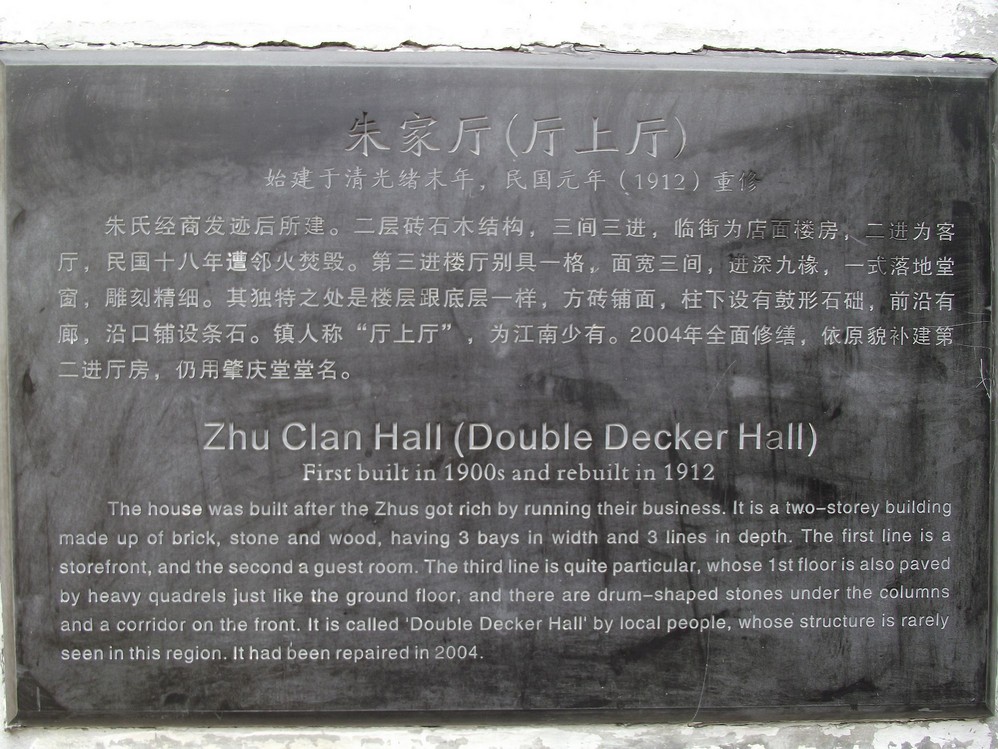 朱家厅(厅上厅)
始建于清光绪末年，民国元年（1912）重修
朱氏经商发迹后所建。二层砖石木结构，三间三进，临街为店面楼房，二进为客
厅，民国十八年遭邻火焚毁。第三进楼厅别具一格，面宽三间，进深九椽，一式落地堂
窗，雕刻精细。其独特之处是楼层跟底层一样，方砖铺面，柱下设有鼓形石础，前沿有
廊，沿口铺设条石。镇人称“厅上厅”，为江南少有。2004年全面修缮，依原貌补建第
二进厅房，仍用肇庆堂堂名。
Zhu Clan Hall (Double Decker Hall)
First built in 1900s and rebuilt in 1912
The house was built after the Zhus got rich by running their business. It is a two-storey building
made up of brick, stone and wood, having 3 bays in width and 3 lines in depth. The first line is a
storefront, and the second a guest room. The third line is quite particular, whose 1st floor is also paved
by heavy quadrels just like the ground floor, and there are drum-shaped stones under the columns
and a corridor on the front. It is called 'Double Decker Hall' by local people, whose structure is rarely
seen in this region. It had been repaired in 2004.